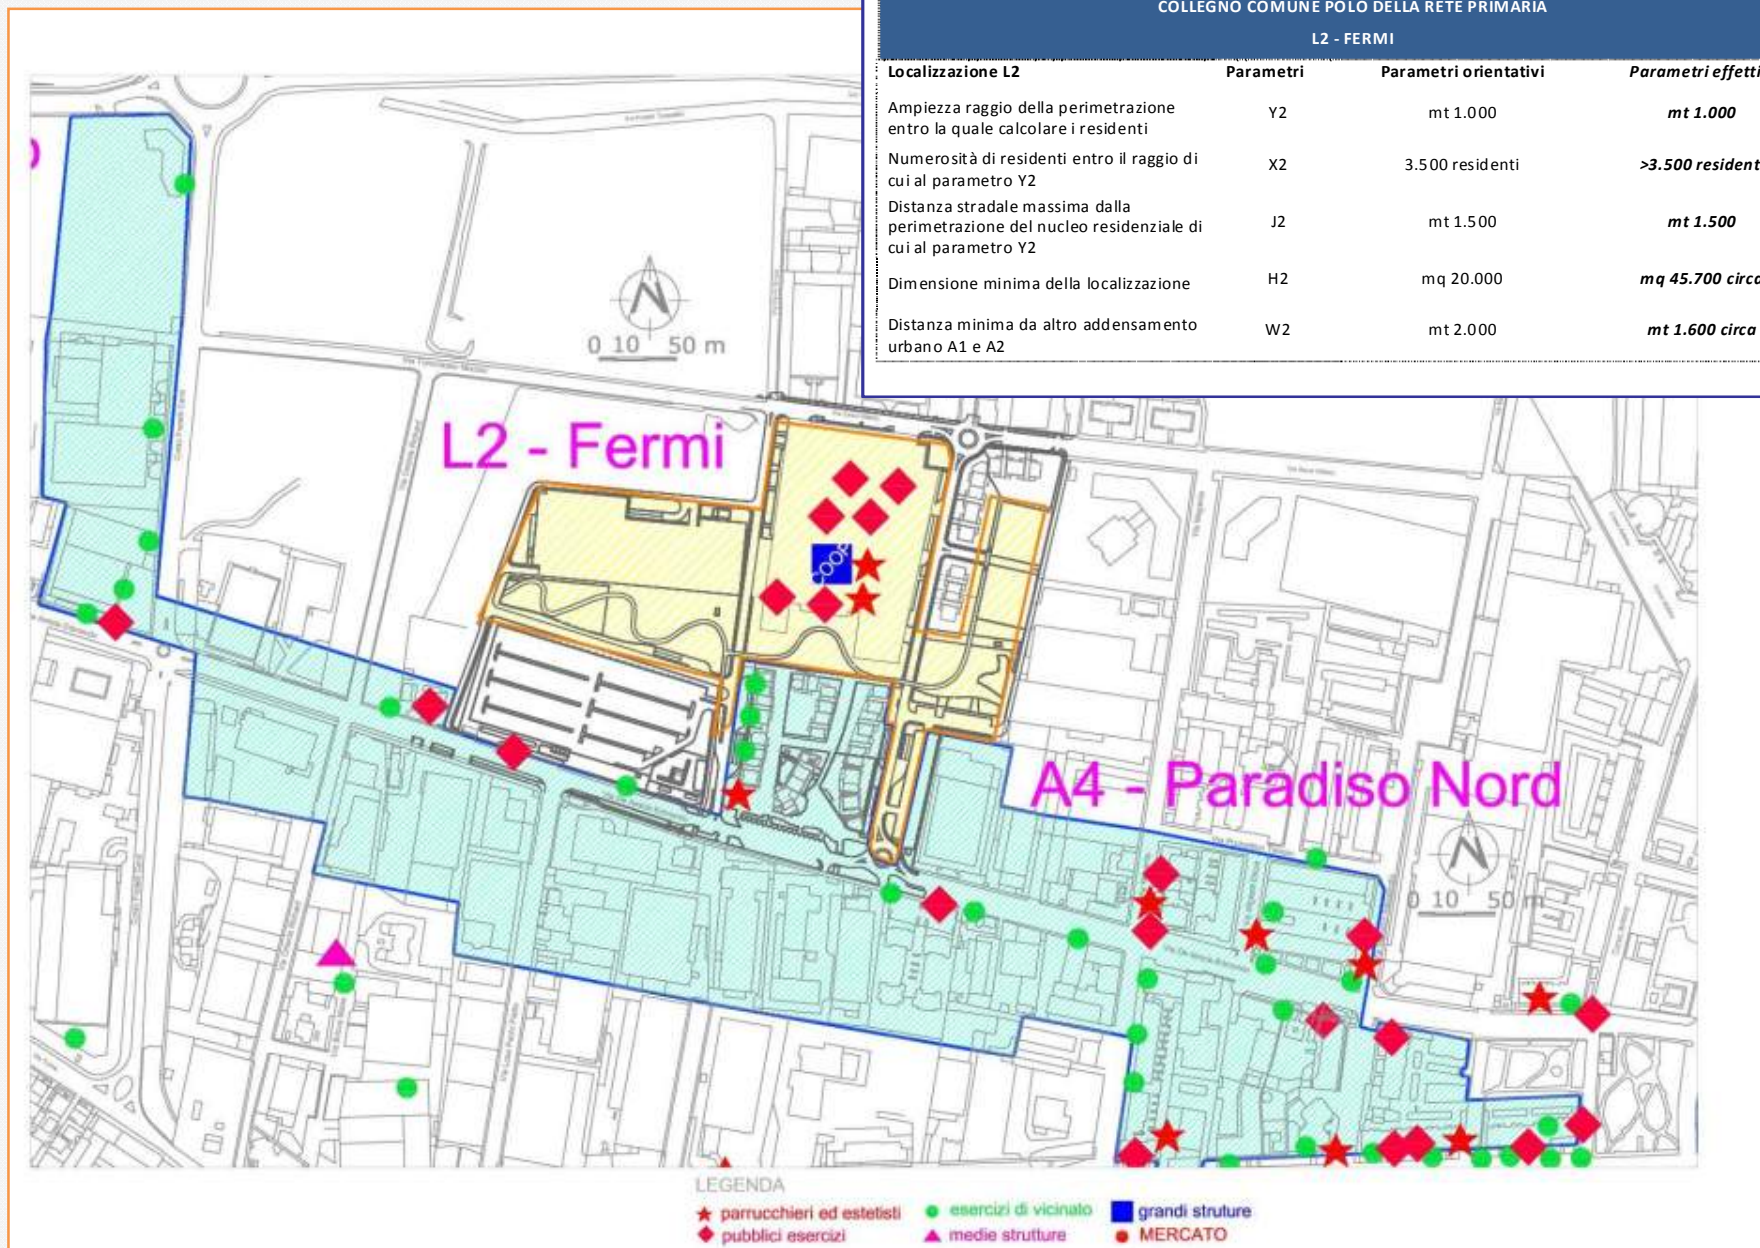 COLLEGNO COMUNE POLO DELLA RETE PRIMARIA
L2 - FERMI
Localizzazione L2 Parametri Parametri orientativi Parametri effetti
Ampiezza raggio della perimetrazione
entro la quale calcolare i residenti Y2 mt 1.000 mt 1.000
Numerosità di residenti entro il raggio di
cui al parametro Y2 X2 3.500 residenti >3.500 resident
Distanza stradale massima dalla
perimetrazione del nucleo residenziale di
cui al parametro Y2 J2 mt 1.500 mt 1.500
Dimensione minima della localizzazione H2 mq 20.000 mq 45.700 circa
Distanza minima da altro addensamento
urbano A1 e A2 W2 mt 2.000 mt 1.600 circa
N
0 10 50 m
L2 - Fermi
COOP
A4 - Paradiso Nord
N
0 10 50 m
LEGENDA
parrucchieri ed estetisti
esercizi di vicinato
grandi struture
pubblici esercizi
medie strutture
MERCATO